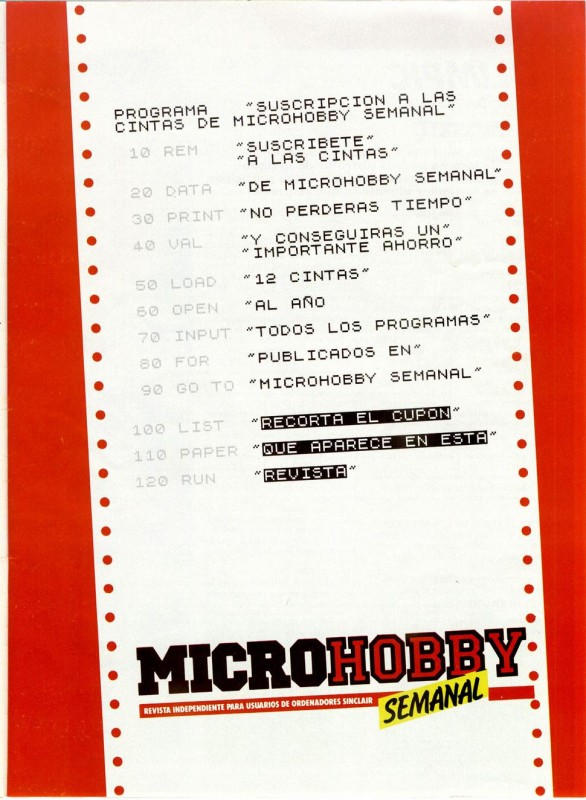 PROGRAMA "SUSCRIPCION A LAS
CINTAS DE MICROHOBBY SEMANAL"
10 REM "SUSCRIBETE"
"A LAS CINTAS"
20 DATA "DE MICROHOBBY SEMANAL"
30 PRINT "NO PERDERAS TIEMPO"
40 VAL "Y CONSEGUIRAS UN"
"IMPORTANTE AHORRO"
50 LOAD "12 CINTAS"
60 OPEN "AL AÑO
70 INPUT "TODOS LOS PROGRAMAS"
80 FOR "PUBLICADOS EN"
90 GO TO "MICROHOBBY SEMANAL"
100 LIST "RECORTA EL CUPON"
110 PAPER "QUE APARECE EN ESTA"
120 RUN "REVISTA"
MICROHOBBY
SEMANAL
REVISTA INDEPENDIENTE PARA USUARIOS DE ORDENADORES SINCLAIR